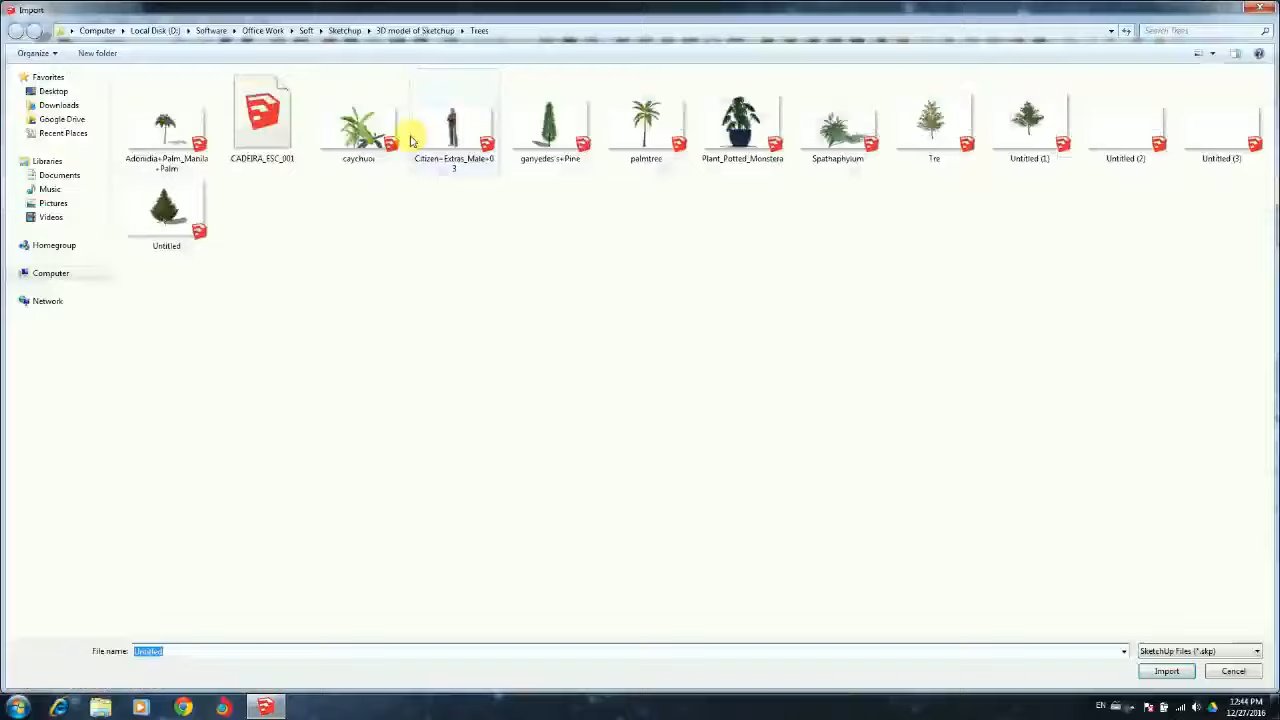 Import
Computer Local Disk (D:) Software Office Work Soft Sketchup 3D model of Sketchup Trees
Search Trees
Organize New folder
Favorites
Desktop
Downloads
Google Drive
Recent Places
Libraries
Documents
Music
Pictures
Videos
Homegroup
Computer
Network
Adonidia+Palm_Manila
+Palm
CADEIRA_ESC_001
caychuoi
Citizen+Extras_Male+0
3
ganyedes's+Pine
palmtree
Plant_Potted_Monstera
Spathaphyium
Tre
Untitled (1)
Untitled (2)
Untitled (3)
Untitled
File name: Untitled
SketchUp Files (*.skp)
Import Cancel
EN
12:44 PM
12/27/2016